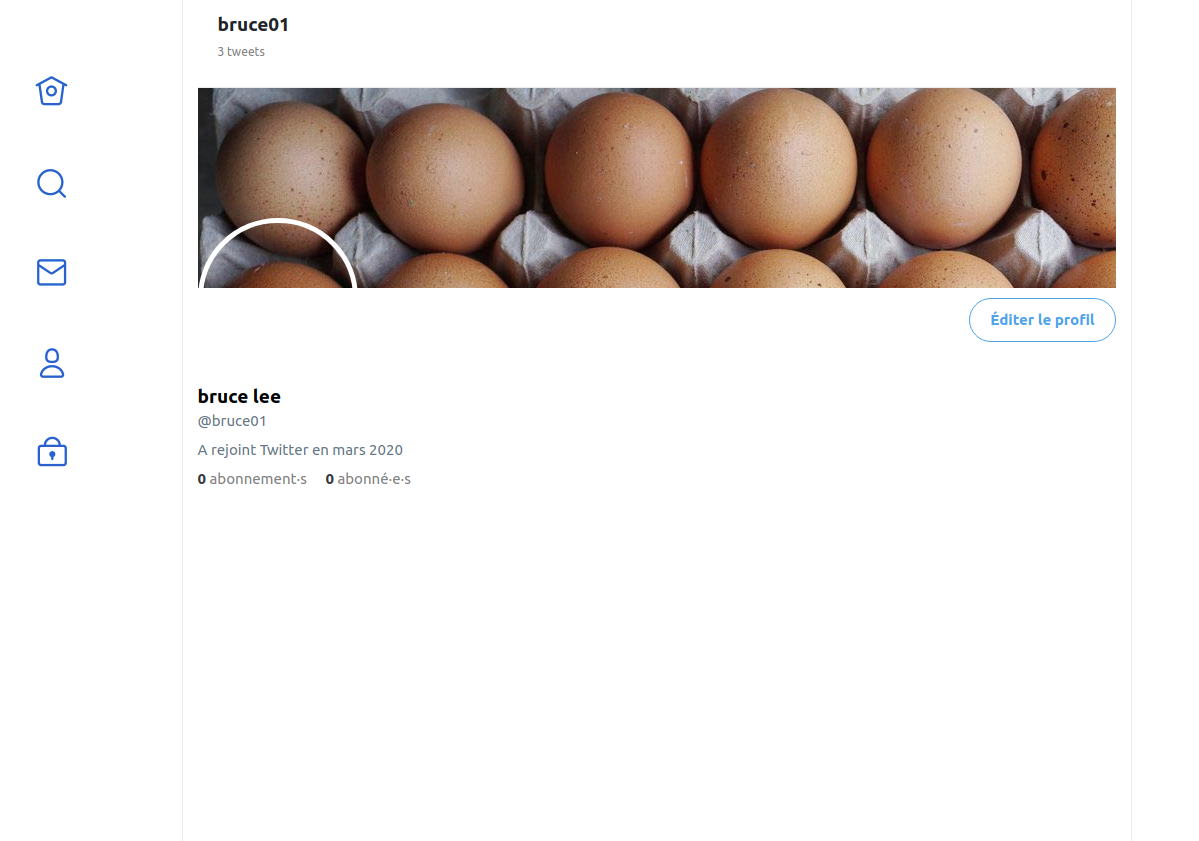 bruce01
3 tweets
Éditer le profil
bruce lee
@bruce01
A rejoint Twitter en mars 2020
0 abonnement·s 0 abonné·e·s